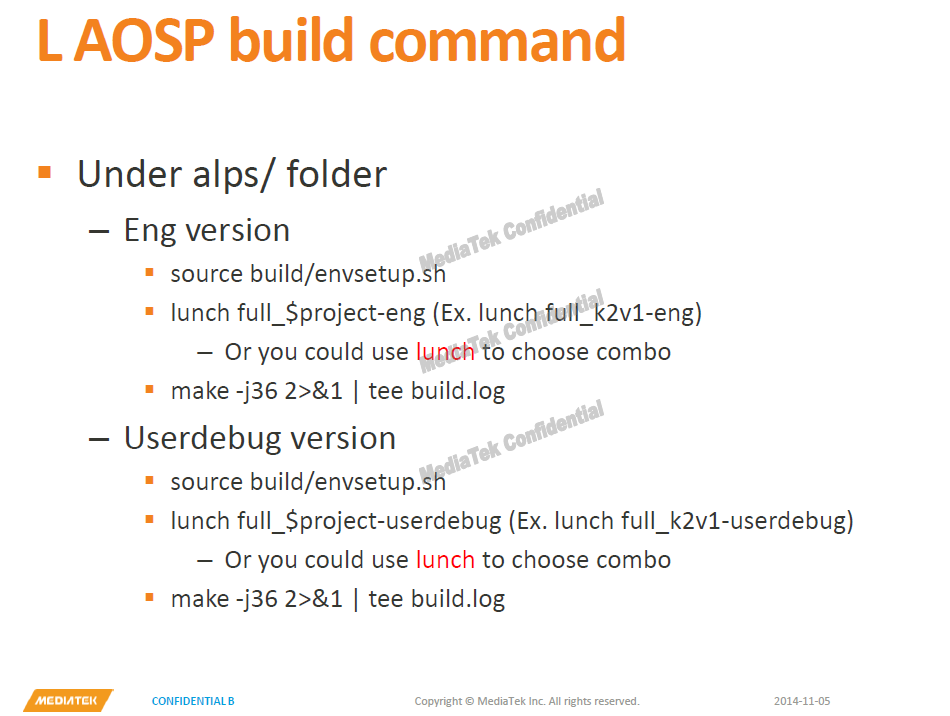 L AOSP build command
▪ Under alps/ folder
– Eng version
▪ source build/envsetup.sh
▪ lunch full_$project-eng (Ex. lunch full_k2v1-eng)
– Or you could use lunch to choose combo
▪ make -j36 2>&1 | tee build.log
– Userdebug version
▪ source build/envsetup.sh
▪ lunch full_$project-userdebug (Ex. lunch full_k2v1-userdebug)
– Or you could use lunch to choose combo
▪ make -j36 2>&1 | tee build.log
MediaTek Confidential
MediaTek Confidential
MediaTek Confidential
MEDIATEK CONFIDENTIAL B Copyright © MediaTek Inc. All rights reserved. 2014-11-05